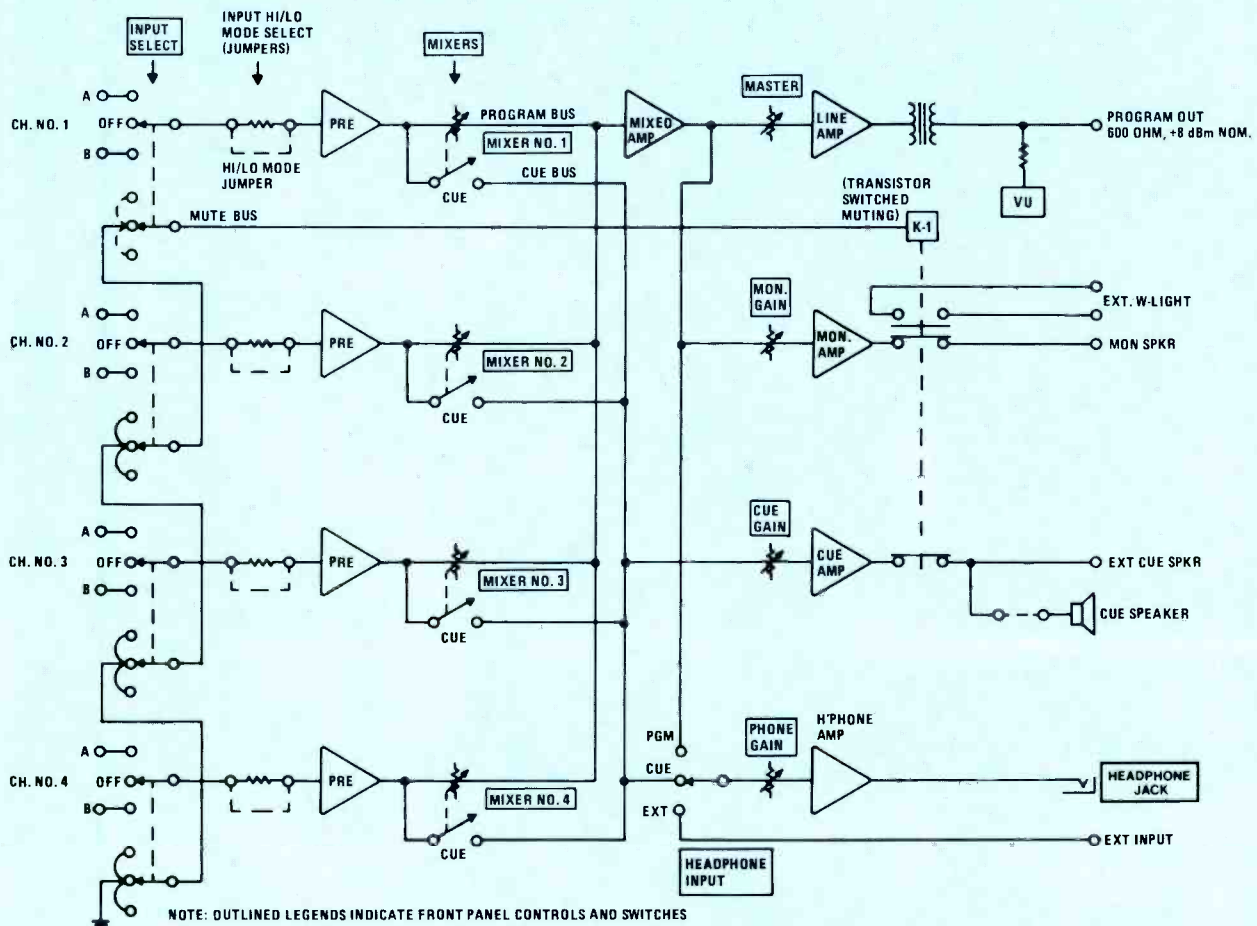 INPUT
SELECT
INPUT HI/LO
MODE SELECT
(JUMPERS)
MIXERS
A
CH. NO. 1
OFF
B
HI/LO MODE
JUMPER
PRE
PROGRAM BUS
MIXER NO. 1
CUE BUS
CUE
MIXED
AMP
MASTER
LINE
AMP
PROGRAM OUT
600 OHM, +8 dBm NOM.
VU
MUTE BUS
(TRANSISTOR
SWITCHED
MUTING)
K-1
A
CH. NO. 2
OFF
B
PRE
MIXER NO. 2
CUE
MON.
GAIN
MON.
AMP
EXT. W-LIGHT
MON SPKR
A
CH. NO. 3
OFF
B
PRE
MIXER NO. 3
CUE
CUE
GAIN
CUE
AMP
EXT CUE SPKR
CUE SPEAKER
A
CH. NO. 4
OFF
B
PRE
MIXER NO. 4
CUE
PGM
CUE
EXT
HEADPHONE
INPUT
PHONE
GAIN
H'PHONE
AMP
HEADPHONE
JACK
EXT INPUT
NOTE: OUTLINED LEGENDS INDICATE FRONT PANEL CONTROLS AND SWITCHES